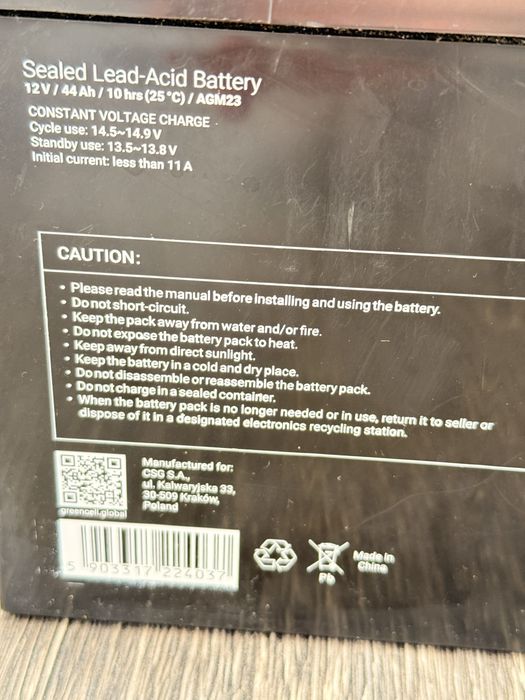 Sealed Lead-Acid Battery
12 V / 44 Ah / 10 hrs (25 °C) / AGM23
CONSTANT VOLTAGE CHARGE
Cycle use: 14.5~14.9 V
Standby use: 13.5~13.8 V
Initial current: less than 11 A
CAUTION:
• Please read the manual before installing and using the battery.
• Do not short-circuit.
• Keep the pack away from water and/or fire.
• Do not expose the battery pack to heat.
• Keep away from direct sunlight.
• Keep the battery in a cold and dry place.
• Do not disassemble or reassemble the battery pack.
• Do not charge in a sealed container.
• When the battery pack is no longer needed or in use, return it to seller or
dispose of it in a designated electronics recycling station.
Manufactured for:
CSG S.A.,
ul. Kalwaryjska 33,
30-509 Kraków,
Poland
greencell.global
5 903317 224037
Pb
Made in
China